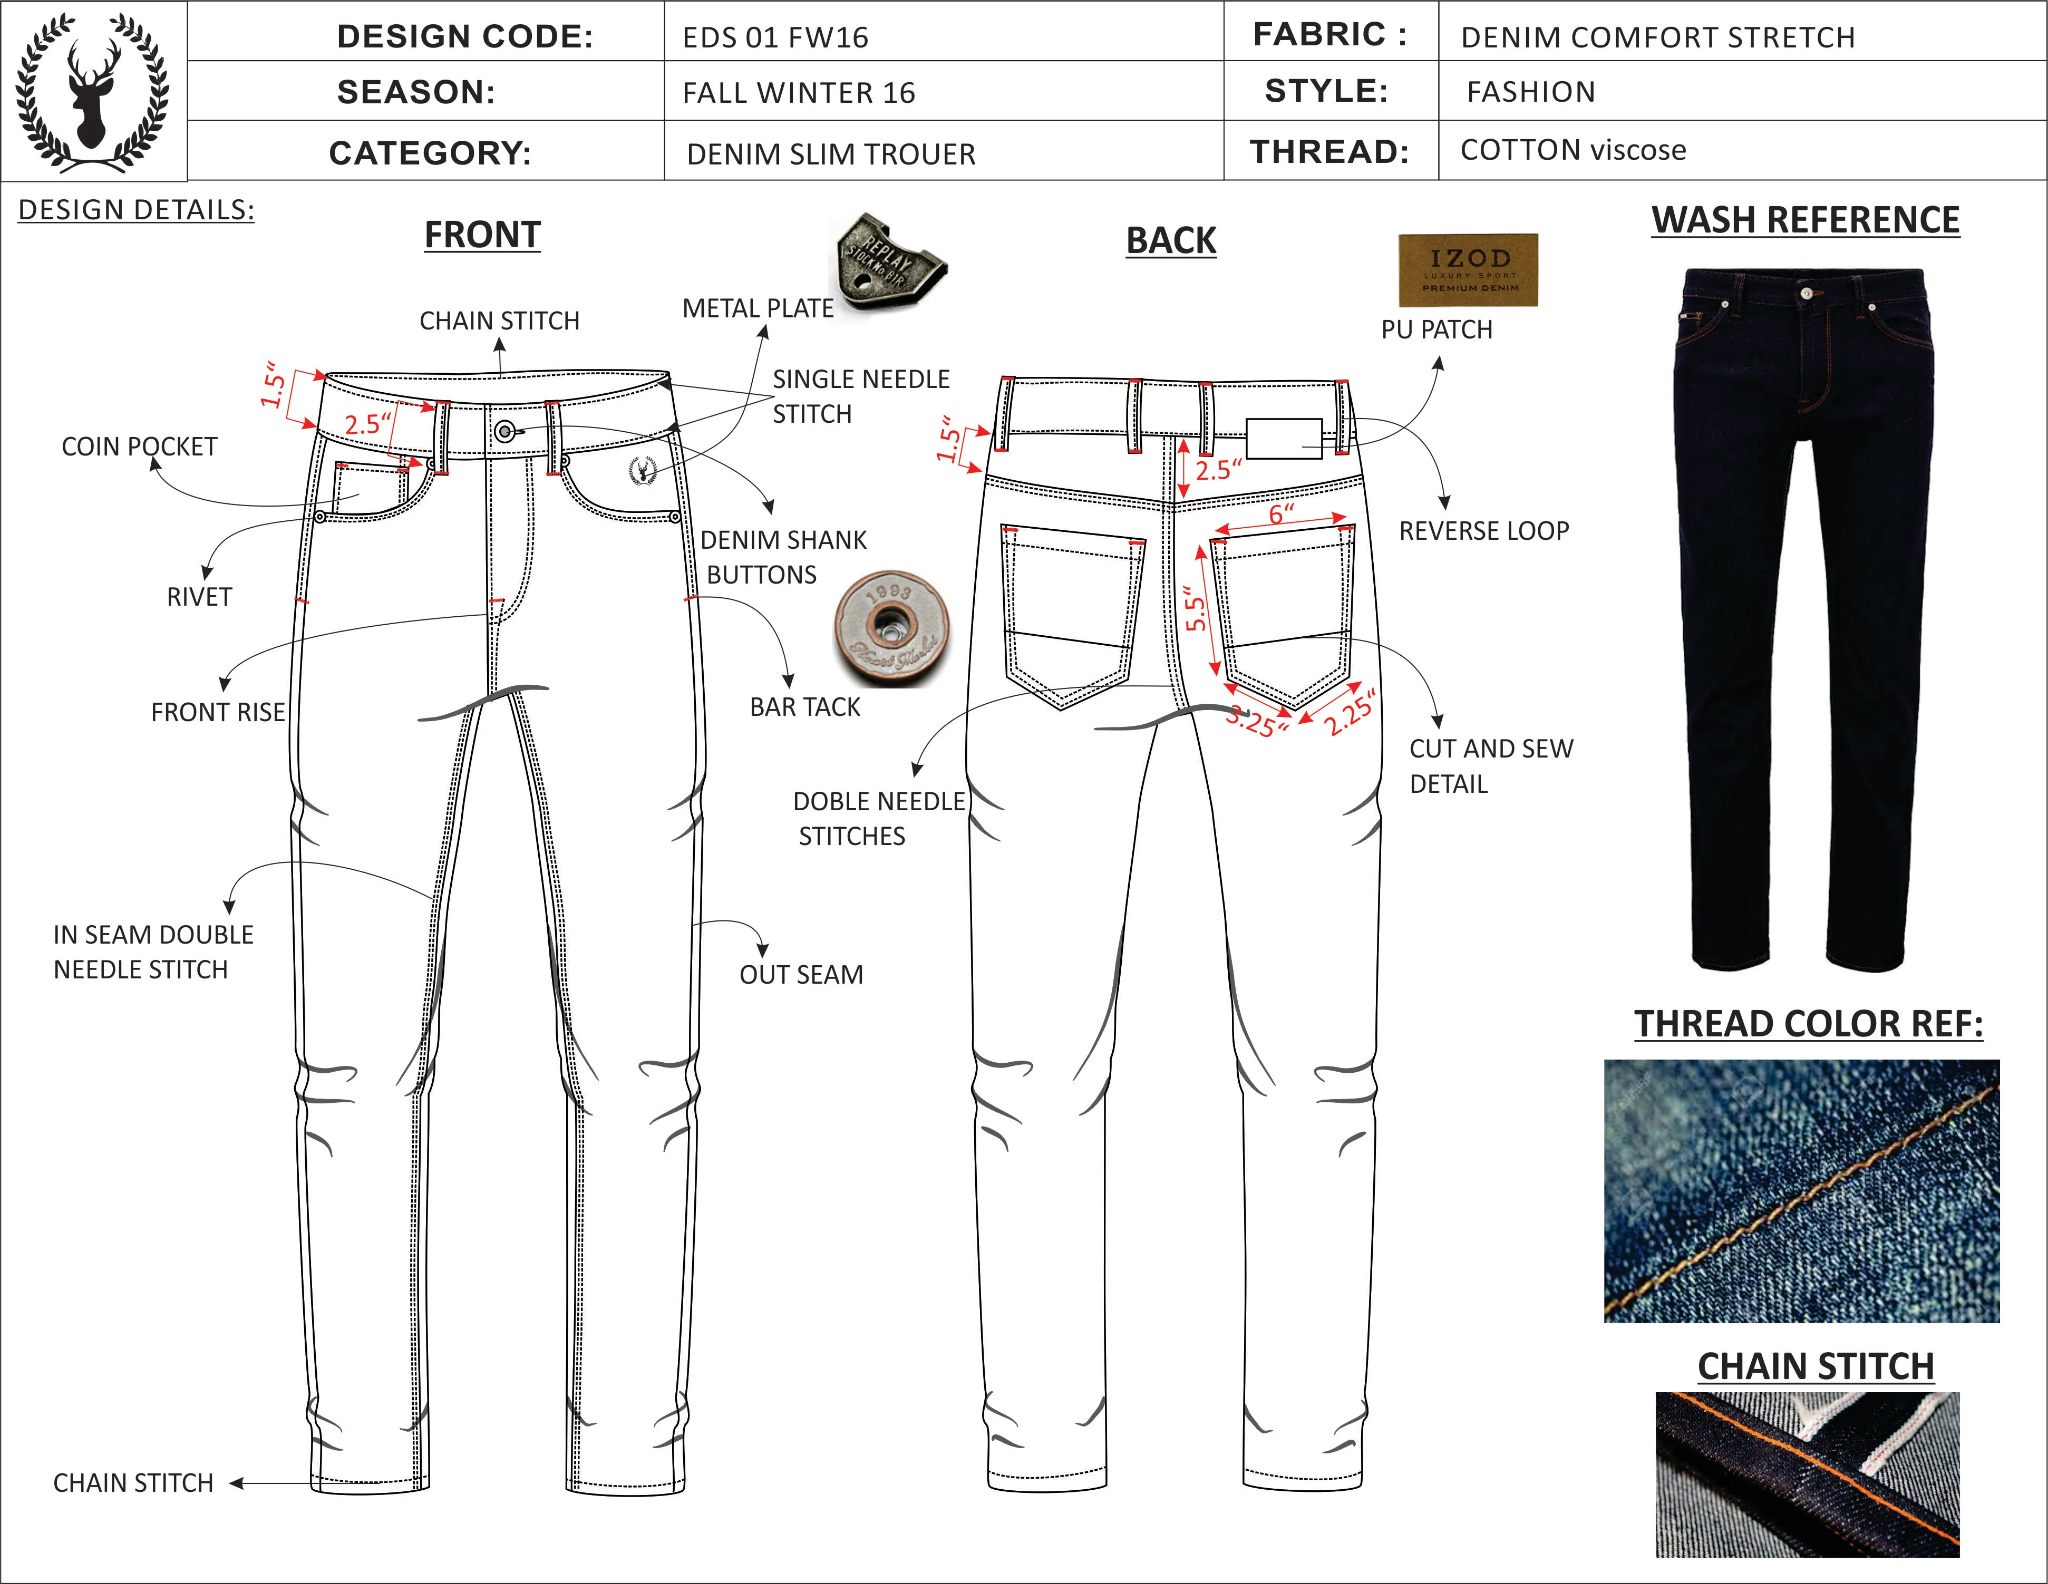 DESIGN CODE: EDS 01 FW16 FABRIC : DENIM COMFORT STRETCH
SEASON: FALL WINTER 16 STYLE: FASHION
CATEGORY: DENIM SLIM TROUER THREAD: COTTON viscose
DESIGN DETAILS:
FRONT
BACK
WASH REFERENCE
REPLAY
STOCKNO BIR
IZOD
LUXURY SPORT
PREMIUM DENIM
METAL PLATE
CHAIN STITCH
PU PATCH
SINGLE NEEDLE
STITCH
1.5“
2.5“
COIN POCKET
1.5“
2.5“
6“
REVERSE LOOP
DENIM SHANK
BUTTONS
RIVET
1993
5.5“
FRONT RISE
BAR TACK
3.25“
2.25“
CUT AND SEW
DETAIL
DOBLE NEEDLE
STITCHES
IN SEAM DOUBLE
NEEDLE STITCH
OUT SEAM
THREAD COLOR REF:
CHAIN STITCH
CHAIN STITCH